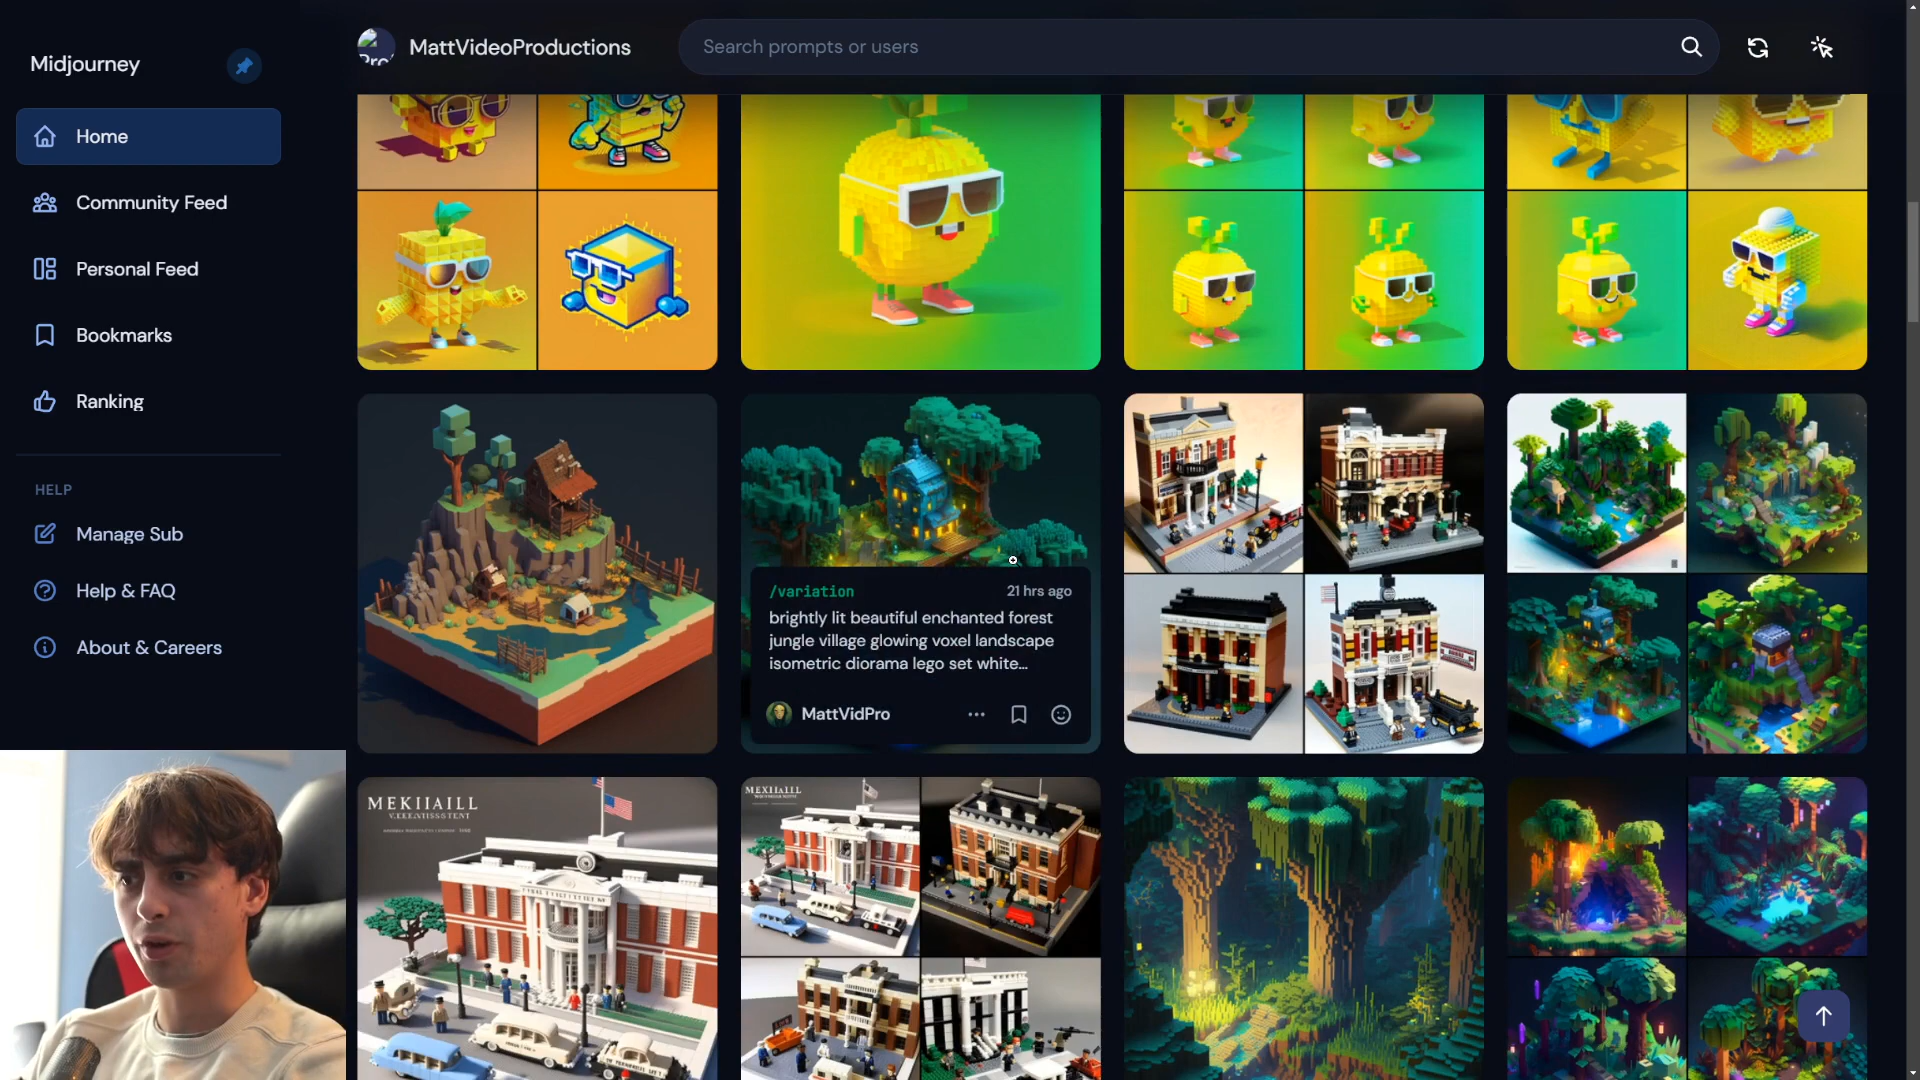 Midjourney
MattVideoProductions
Search prompts or users
Home
Community Feed
Personal Feed
Bookmarks
Ranking
HELP
Manage Sub
Help & FAQ
About & Careers
/variation
21 hrs ago
brightly lit beautiful enchanted forest
jungle village glowing voxel landscape
isometric diorama lego set white...
MattVidPro
MEKIIAILL